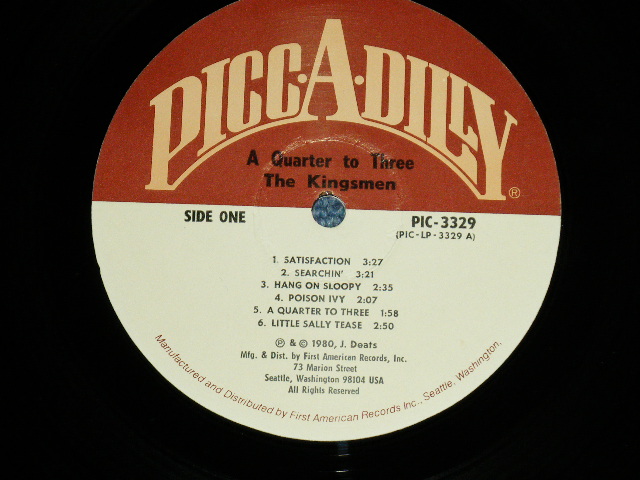 PICC·A·DILLY®
A Quarter to Three
The Kingsmen
SIDE ONE
PIC-3329
(PIC-LP-3329 A)
1. SATISFACTION 3:27
2. SEARCHIN' 3:21
3. HANG ON SLOOPY 2:35
4. POISON IVY 2:07
5. A QUARTER TO THREE 1:58
6. LITTLE SALLY TEASE 2:50
℗ & © 1980, J. Deats
Mfg. & Dist. by First American Records, Inc.
73 Marion Street
Seattle, Washington 98104 USA
All Rights Reserved
Manufactured and Distributed by First American Records Inc., Seattle, Washington.